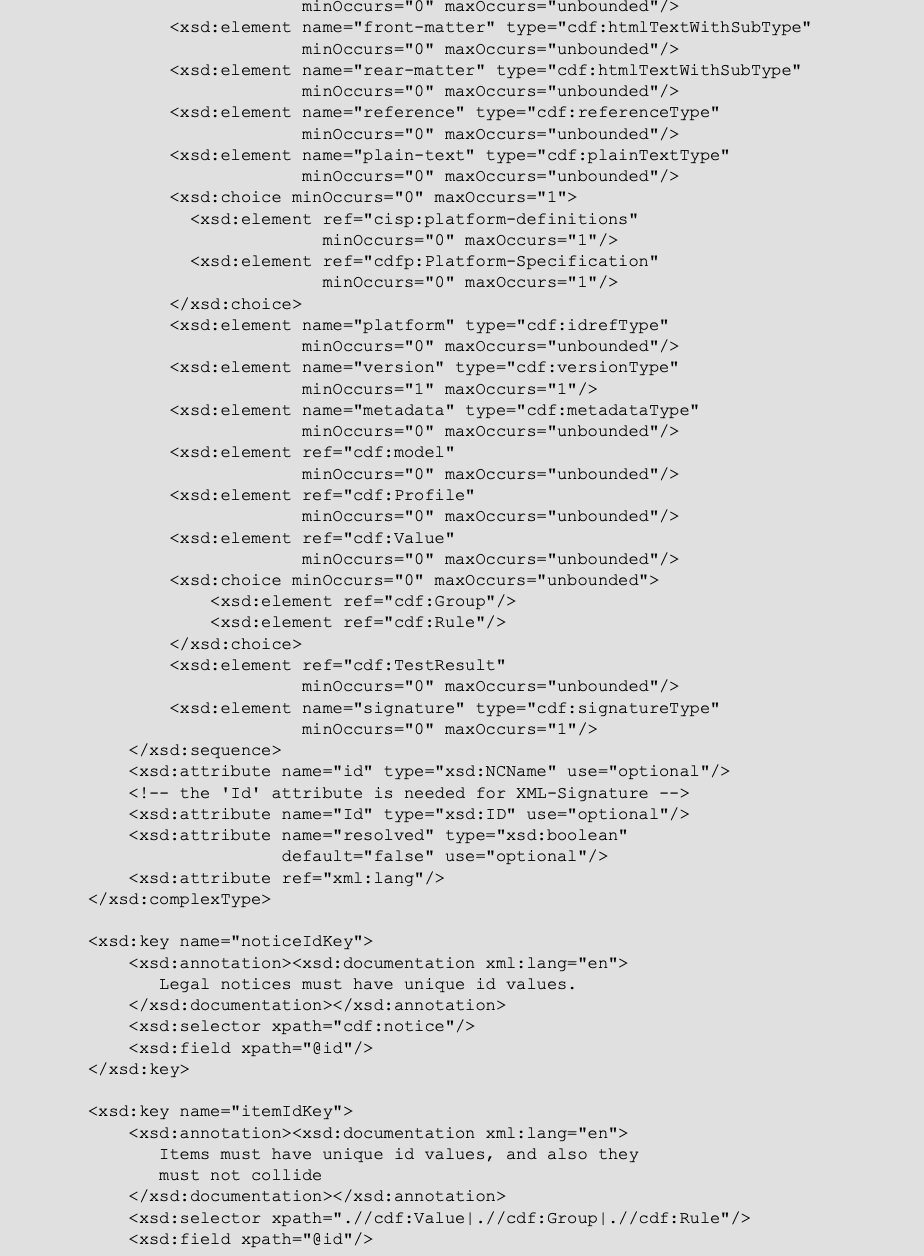 minOccurs="0" maxOccurs="unbounded"/>
<xsd:element name="front-matter" type="cdf:htmlTextWithSubType"
minOccurs="0" maxOccurs="unbounded"/>
<xsd:element name="rear-matter" type="cdf:htmlTextWithSubType"
minOccurs="0" maxOccurs="unbounded"/>
<xsd:element name="reference" type="cdf:referenceType"
minOccurs="0" maxOccurs="unbounded"/>
<xsd:element name="plain-text" type="cdf:plainTextType"
minOccurs="0" maxOccurs="unbounded"/>
<xsd:choice minOccurs="0" maxOccurs="1">
<xsd:element ref="cisp:platform-definitions"
minOccurs="0" maxOccurs="1"/>
<xsd:element ref="cdfp:Platform-Specification"
minOccurs="0" maxOccurs="1"/>
</xsd:choice>
<xsd:element name="platform" type="cdf:idrefType"
minOccurs="0" maxOccurs="unbounded"/>
<xsd:element name="version" type="cdf:versionType"
minOccurs="1" maxOccurs="1"/>
<xsd:element name="metadata" type="cdf:metadataType"
minOccurs="0" maxOccurs="unbounded"/>
<xsd:element ref="cdf:model"
minOccurs="0" maxOccurs="unbounded"/>
<xsd:element ref="cdf:Profile"
minOccurs="0" maxOccurs="unbounded"/>
<xsd:element ref="cdf:Value"
minOccurs="0" maxOccurs="unbounded"/>
<xsd:choice minOccurs="0" maxOccurs="unbounded">
<xsd:element ref="cdf:Group"/>
<xsd:element ref="cdf:Rule"/>
</xsd:choice>
<xsd:element ref="cdf:TestResult"
minOccurs="0" maxOccurs="unbounded"/>
<xsd:element name="signature" type="cdf:signatureType"
minOccurs="0" maxOccurs="1"/>
</xsd:sequence>
<xsd:attribute name="id" type="xsd:NCName" use="optional"/>
<!-- the 'Id' attribute is needed for XML-Signature -->
<xsd:attribute name="Id" type="xsd:ID" use="optional"/>
<xsd:attribute name="resolved" type="xsd:boolean"
default="false" use="optional"/>
<xsd:attribute ref="xml:lang"/>
</xsd:complexType>
<xsd:key name="noticeIdKey">
<xsd:annotation><xsd:documentation xml:lang="en">
Legal notices must have unique id values.
</xsd:documentation></xsd:annotation>
<xsd:selector xpath="cdf:notice"/>
<xsd:field xpath="@id"/>
</xsd:key>
<xsd:key name="itemIdKey">
<xsd:annotation><xsd:documentation xml:lang="en">
Items must have unique id values, and also they
must not collide
</xsd:documentation></xsd:annotation>
<xsd:selector xpath=".//cdf:Value|.//cdf:Group|.//cdf:Rule"/>
<xsd:field xpath="@id"/>